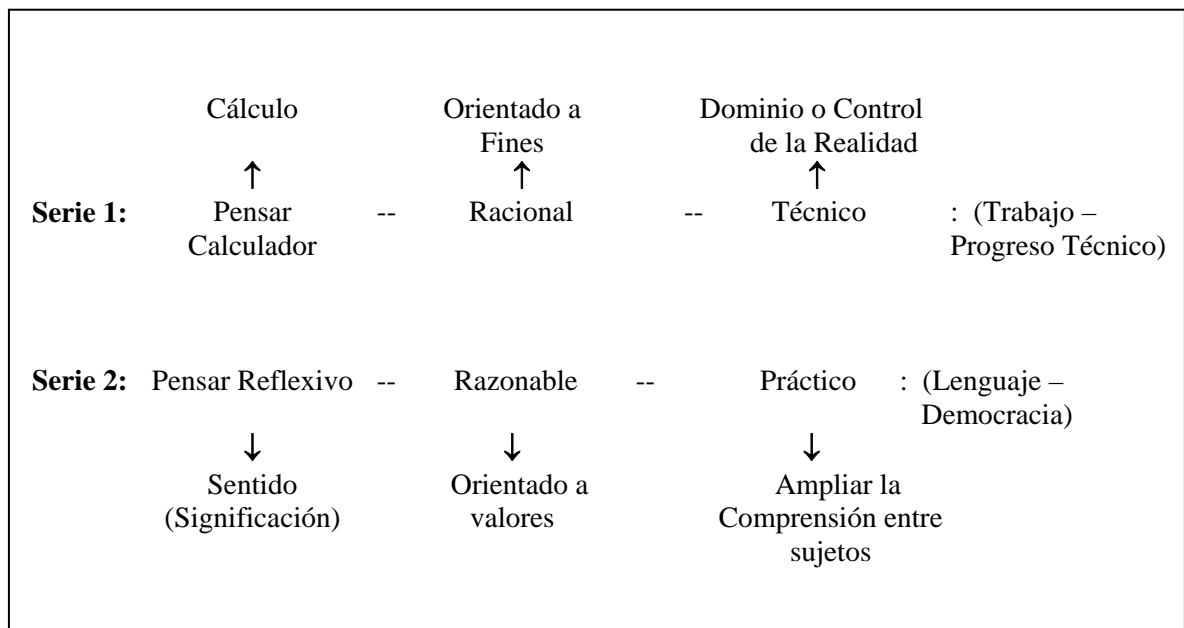 Cálculo Orientado a Dominio o Control
Fines de la Realidad
↑ ↑ ↑
Serie 1: Pensar -- Racional -- Técnico : (Trabajo –
Calculador Progreso Técnico)
Serie 2: Pensar Reflexivo -- Razonable -- Práctico : (Lenguaje –
Democracia)
↓ ↓ ↓
Sentido Orientado a Ampliar la
(Significación) valores Comprensión entre
sujetos